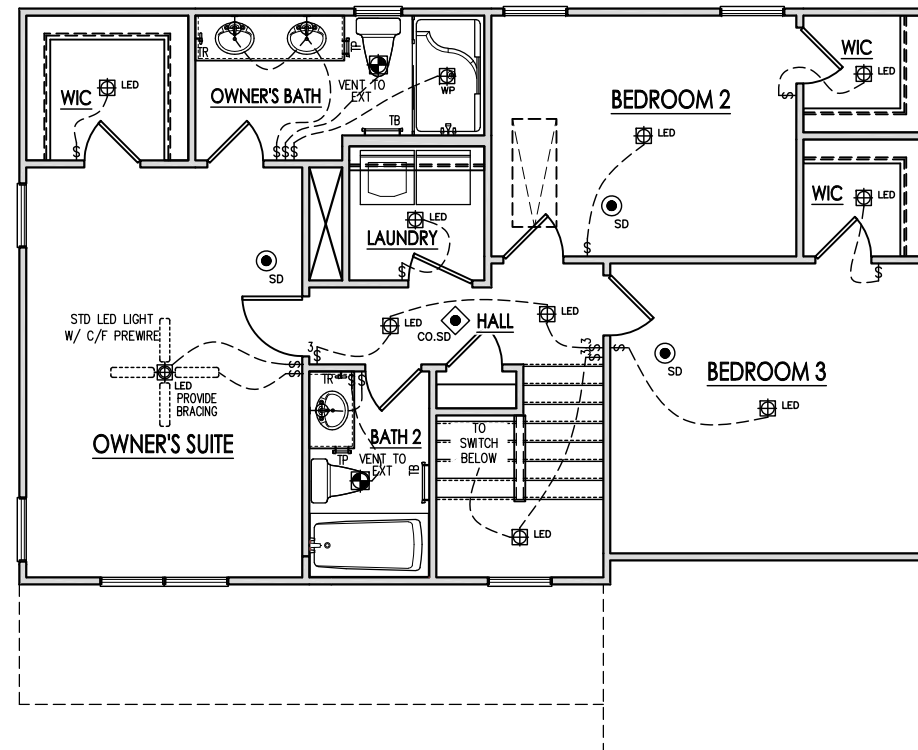 TR
TP
WIC
LED
OWNER'S BATH
VENT TO
EXT
WP
TB
BEDROOM 2
WIC
LED
LED
$
$
$$$
$
LED
LAUNDRY
$
SD
$
WIC
LED
$
SD
STD LED LIGHT
W/ C/F PREWIRE
LED
PROVIDE
BRACING
OWNER'S SUITE
3
$
$
$
LED
CO.SD
HALL
LED
3
3
$
$
$
SD
BEDROOM 3
LED
TR
$
$
BATH 2
TP
VENT TO
EXT
TB
TO
SWITCH
BELOW
LED